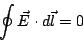 ∮ E⃗ · dl⃗ = 0